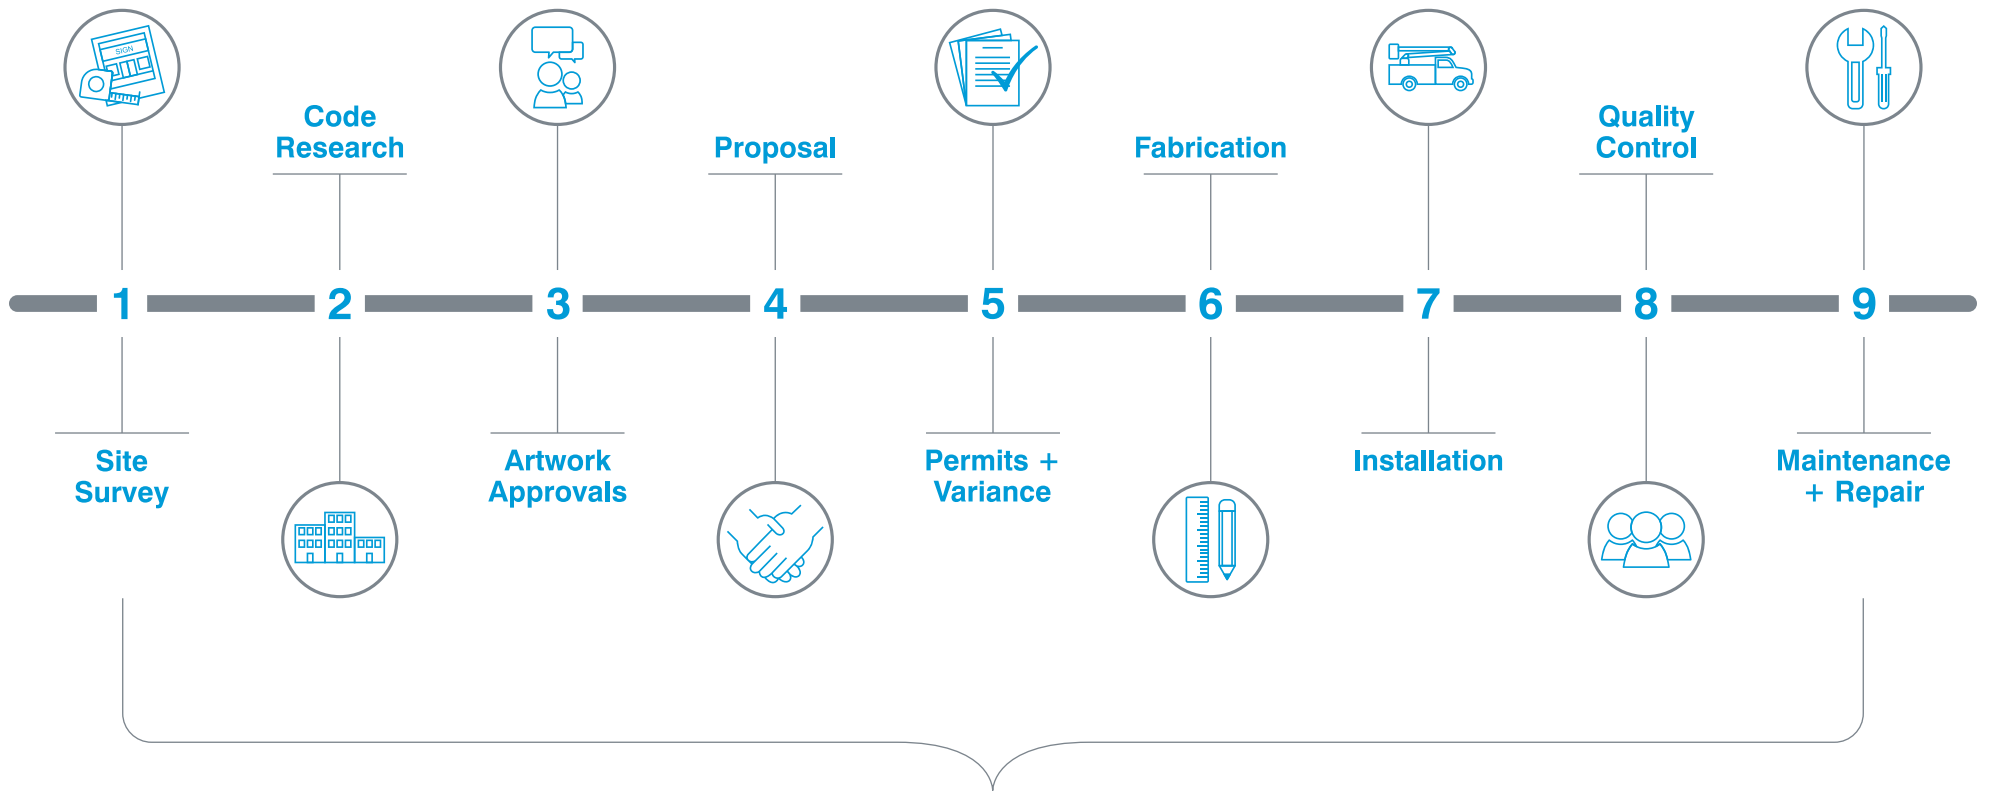 SIGN
Code
Research
Proposal
Fabrication
Quality
Control
1
2
3
4
5
6
7
8
9
Site
Survey
Artwork
Approvals
Permits +
Variance
Installation
Maintenance
+ Repair